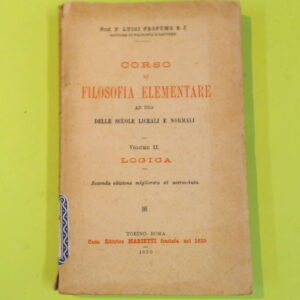 Prof. P. LUIGI PROFUMO S. J.
CORSO
DI
FILOSOFIA ELEMENTARE
AD USO
DELLE SCUOLE LICEALI E NORMALI
VOLUME II.
LOGICA
Seconda edizione migliorata ed accresciuta.
TORINO-ROMA
Casa Editrice MARIETTI fondata nel 1820